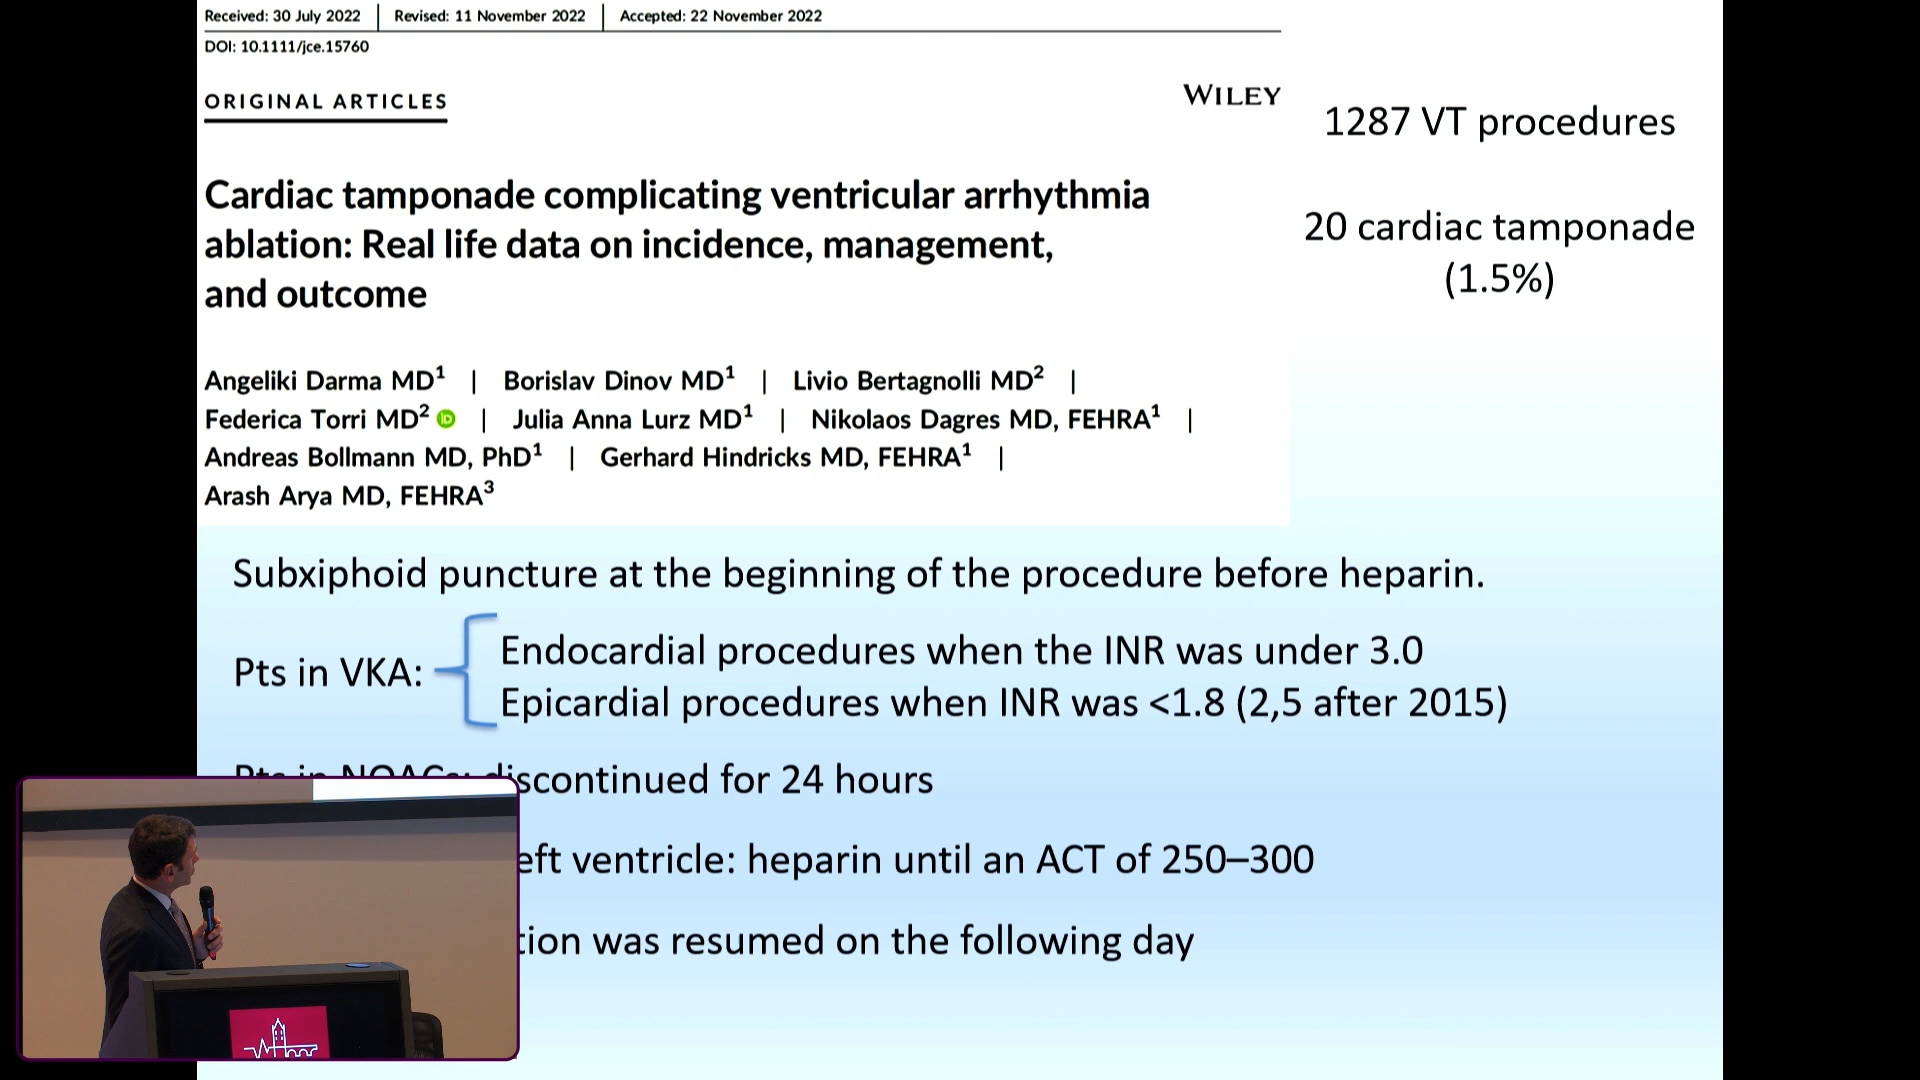 Received: 30 July 2022 | Revised: 11 November 2022 | Accepted: 22 November 2022
DOI: 10.1111/jce.15760
ORIGINAL ARTICLES
WILEY
1287 VT procedures
20 cardiac tamponade
(1.5%)
Cardiac tamponade complicating ventricular arrhythmia
ablation: Real life data on incidence, management,
and outcome
Angeliki Darma MD¹ | Borislav Dinov MD¹ | Livio Bertagnolli MD² |
Federica Torri MD² iD | Julia Anna Lurz MD¹ | Nikolaos Dagres MD, FEHRA¹ |
Andreas Bollmann MD, PhD¹ | Gerhard Hindricks MD, FEHRA¹ |
Arash Arya MD, FEHRA³
Subxiphoid puncture at the beginning of the procedure before heparin.
Pts in VKA:
Endocardial procedures when the INR was under 3.0
Epicardial procedures when INR was <1.8 (2,5 after 2015)
Pts in NOACs: discontinued for 24 hours
eft ventricle: heparin until an ACT of 250–300
tion was resumed on the following day